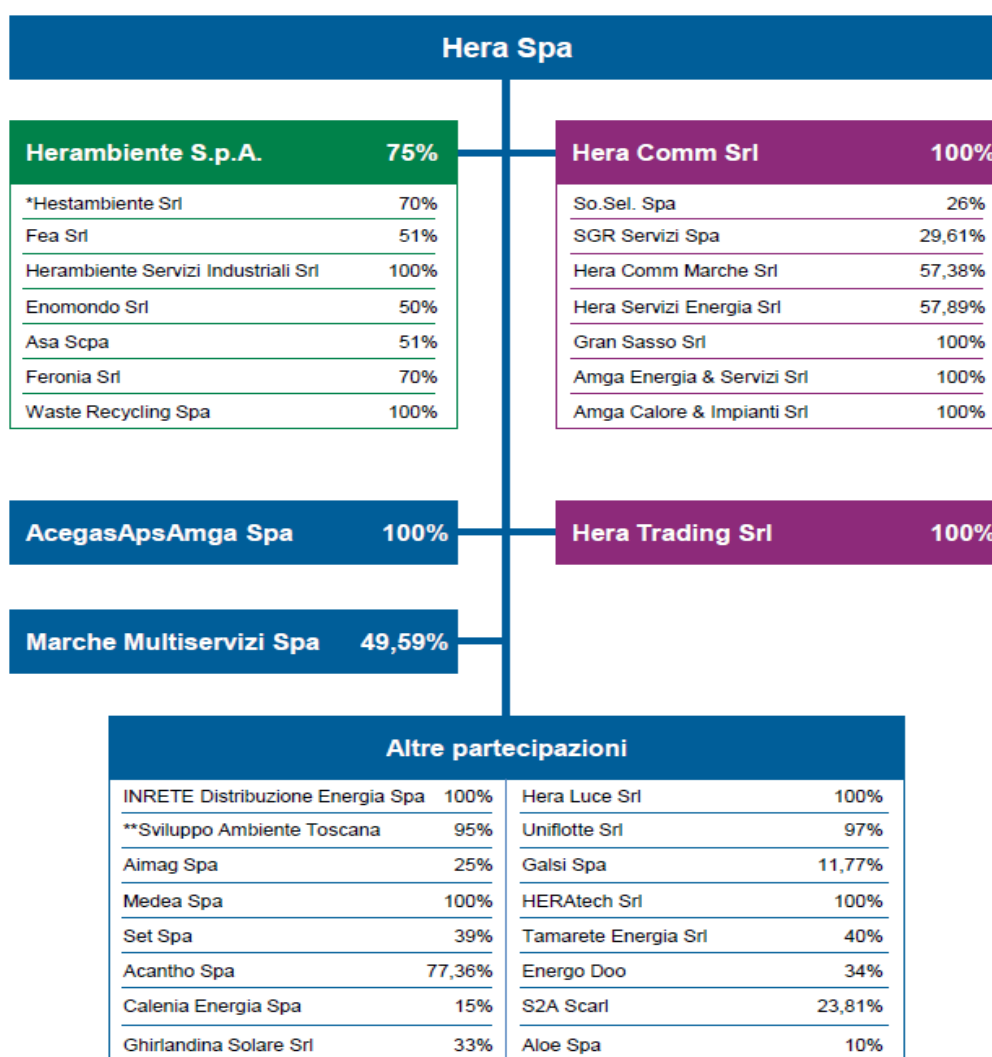 Hera Spa
Herambiente S.p.A. 75%
*Hestambiente Srl 70%
Fea Srl 51%
Herambiente Servizi Industriali Srl 100%
Enomondo Srl 50%
Asa Scpa 51%
Feronia Srl 70%
Waste Recycling Spa 100%
Hera Comm Srl 100%
So.Sel. Spa 26%
SGR Servizi Spa 29,61%
Hera Comm Marche Srl 57,38%
Hera Servizi Energia Srl 57,89%
Gran Sasso Srl 100%
Amga Energia & Servizi Srl 100%
Amga Calore & Impianti Srl 100%
AcegasApsAmga Spa 100%
Hera Trading Srl 100%
Marche Multiservizi Spa 49,59%
Altre partecipazioni
INRETE Distribuzione Energia Spa 100%
**Sviluppo Ambiente Toscana 95%
Aimag Spa 25%
Medea Spa 100%
Set Spa 39%
Acantho Spa 77,36%
Calenia Energia Spa 15%
Ghirlandina Solare Srl 33%
Hera Luce Srl 100%
Uniflotte Srl 97%
Galsi Spa 11,77%
HERAtech Srl 100%
Tamarete Energia Srl 40%
Energo Doo 34%
S2A Scarl 23,81%
Aloe Spa 10%